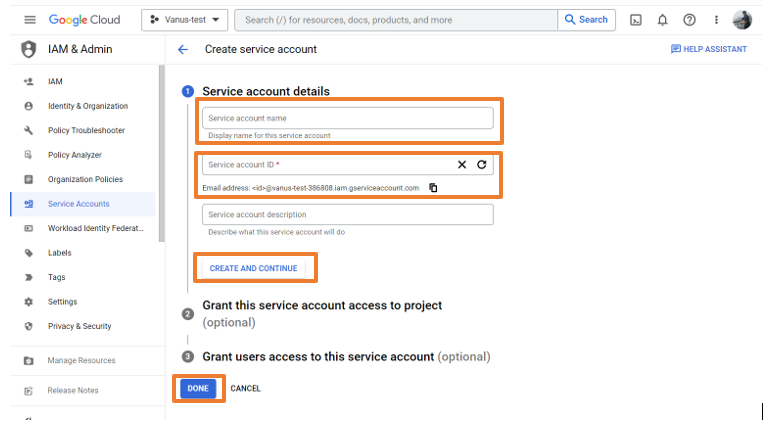 Google Cloud
Vanus-test
Search (/) for resources, docs, products, and more
Search
IAM & Admin
Create service account
HELP ASSISTANT
IAM
Identity & Organization
Policy Troubleshooter
Policy Analyzer
Organization Policies
Service Accounts
Workload Identity Federat...
Labels
Tags
Settings
Privacy & Security
Manage Resources
Release Notes
1 Service account details
Service account name
Display name for this service account
Service account ID *
Email address: <id>@vanus-test-386808.iam.gserviceaccount.com
Service account description
Describe what this service account will do
CREATE AND CONTINUE
2 Grant this service account access to project
(optional)
3 Grant users access to this service account (optional)
DONE CANCEL